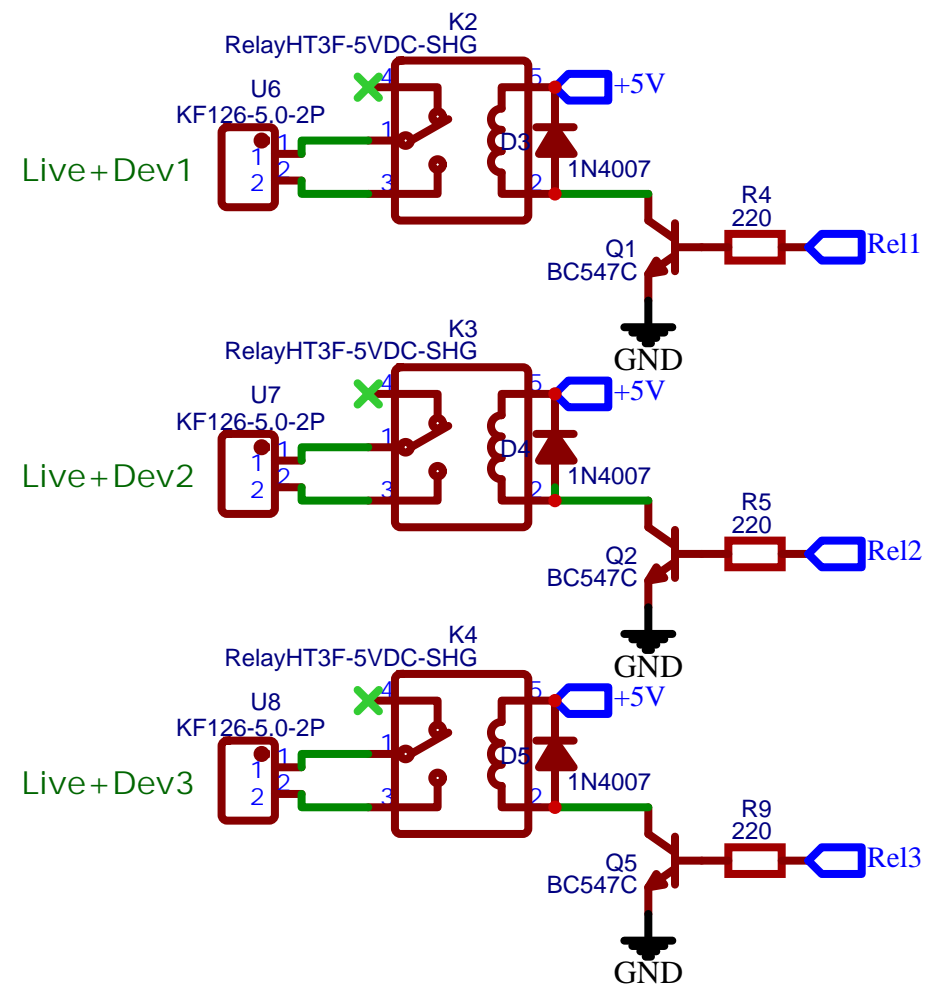 K2
RelayHT3F-5VDC-SHG
U6
KF126-5.0-2P
4
5
+5V
1
1
1
D3
Live+Dev1
2
2
3
2
1N4007
R4
220
Q1
BC547C
Rel1
GND
K3
RelayHT3F-5VDC-SHG
U7
KF126-5.0-2P
4
5
+5V
1
1
1
D4
Live+Dev2
2
2
3
2
1N4007
R5
220
Q2
BC547C
Rel2
GND
K4
RelayHT3F-5VDC-SHG
U8
KF126-5.0-2P
4
5
+5V
1
1
1
D5
Live+Dev3
2
2
3
2
1N4007
R9
220
Q5
BC547C
Rel3
GND